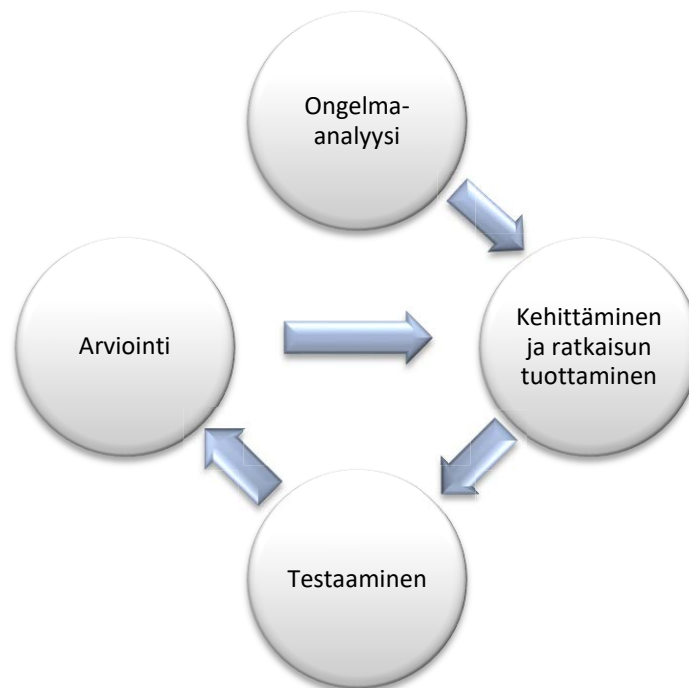 Ongelma-
analyysi
Kehittäminen
ja ratkaisun
tuottaminen
Arviointi
Testaaminen